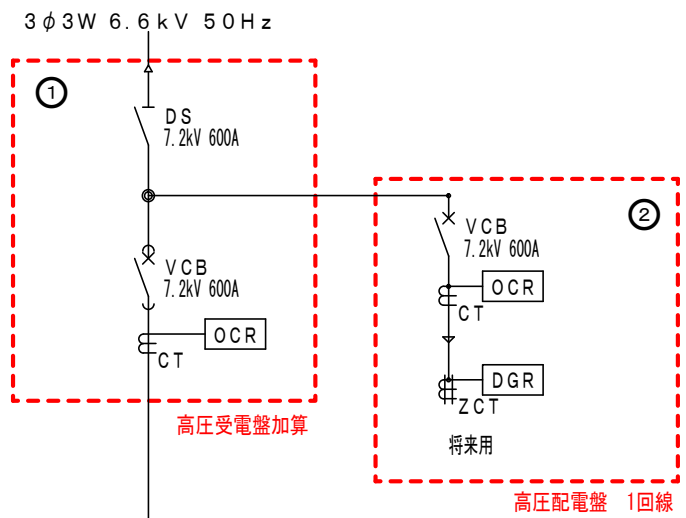 3φ3W 6.6kV 50Hz
①
DS
7.2kV 600A
VCB
7.2kV 600A
OCR
CT
高圧受電盤加算
②
VCB
7.2kV 600A
OCR
CT
DGR
ZCT
将来用
高圧配電盤 1回線